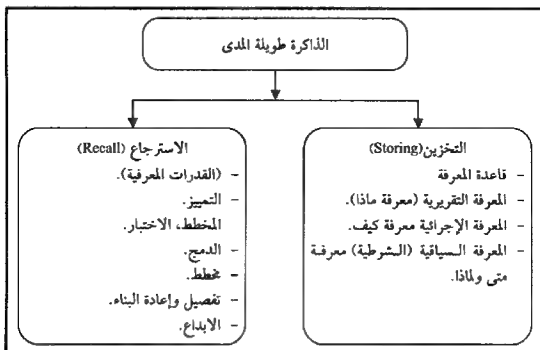 الذاكرة طويلة المدى
التخزين(Storing)
- قاعدة المعرفة
- المعرفة التقريرية (معرفة ماذا).
- المعرفة الإجرائية معرفة كيف.
- المعرفة السياقية (الشرطية) معرفة
متى ولماذا.
الاسترجاع (Recall)
- (القدرات المعرفية).
- التمييز.
المخطط، الاختبار.
- الدمج.
- مخطط.
- تفصيل وإعادة البناء.
- الابداع.